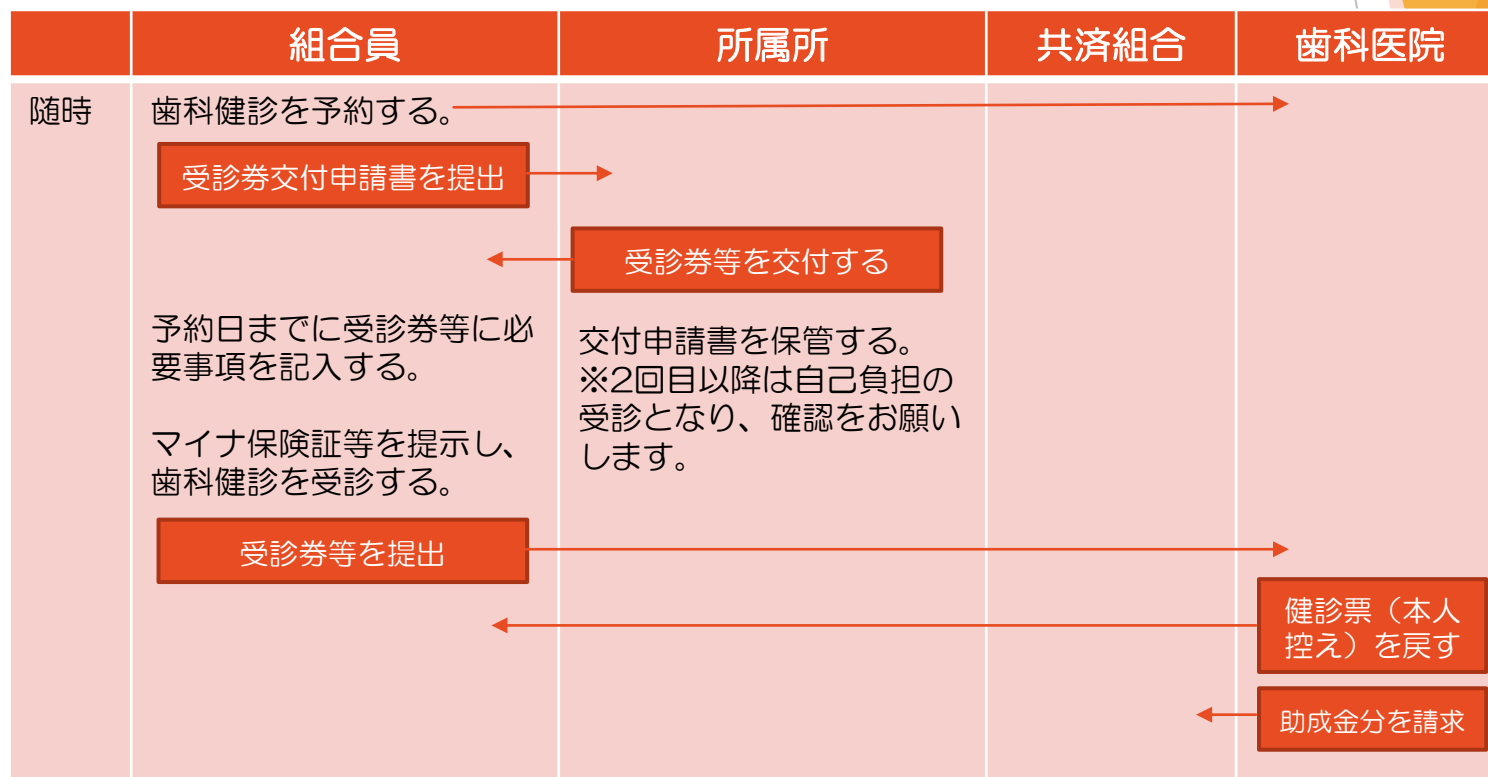 組合員
所属所
共済組合
歯科医院
随時
歯科健診を予約する。
受診券交付申請書を提出
受診券等を交付する
予約日までに受診券等に必
要事項を記入する。
交付申請書を保管する。
※2回目以降は自己負担の
受診となり、確認をお願い
します。
マイナ保険証等を提示し、
歯科健診を受診する。
受診券等を提出
健診票（本人
控え）を戻す
助成金分を請求